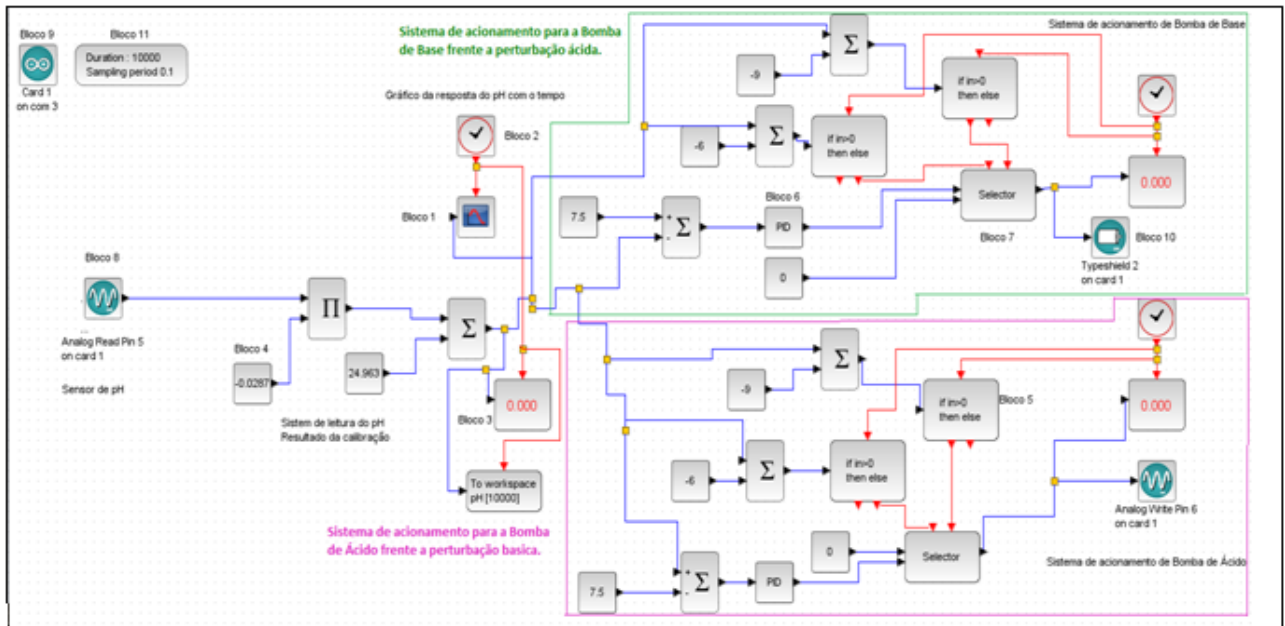 Bloco 9
Card 1
on com 3
Bloco 11
Duration : 10000
Sampling period 0.1
Gráfico da resposta do pH com o tempo
Bloco 2
Bloco 1
Bloco 8
...
Analog Read Pin 5
on card 1
Sensor de pH
Π
Bloco 4
-0.0287
24.963
Σ
Sistem de leitura do pH
Resultado da calibração
Bloco 3
0.000
To workspace
pH [10000]
Sistema de acionamento para a Bomba
de Base frente a perturbação ácida.
Sistema de acionamento de Bomba de Base
Σ
-9
if in>0
then else
-6
Σ
if in>0
then else
7.5
+
-
Σ
Bloco 6
PID
0
Selector
Bloco 7
0.000
Bloco 10
Typeshield 2
on card 1
Sistema de acionamento para a Bomba
de Ácido frente a perturbação basica.
-9
Σ
if in>0
then else
Bloco 5
-6
Σ
if in>0
then else
0.000
Analog Write Pin 6
on card 1
0
Selector
Sistema de acionamento de Bomba de Ácido
7.5
+
-
Σ
PID